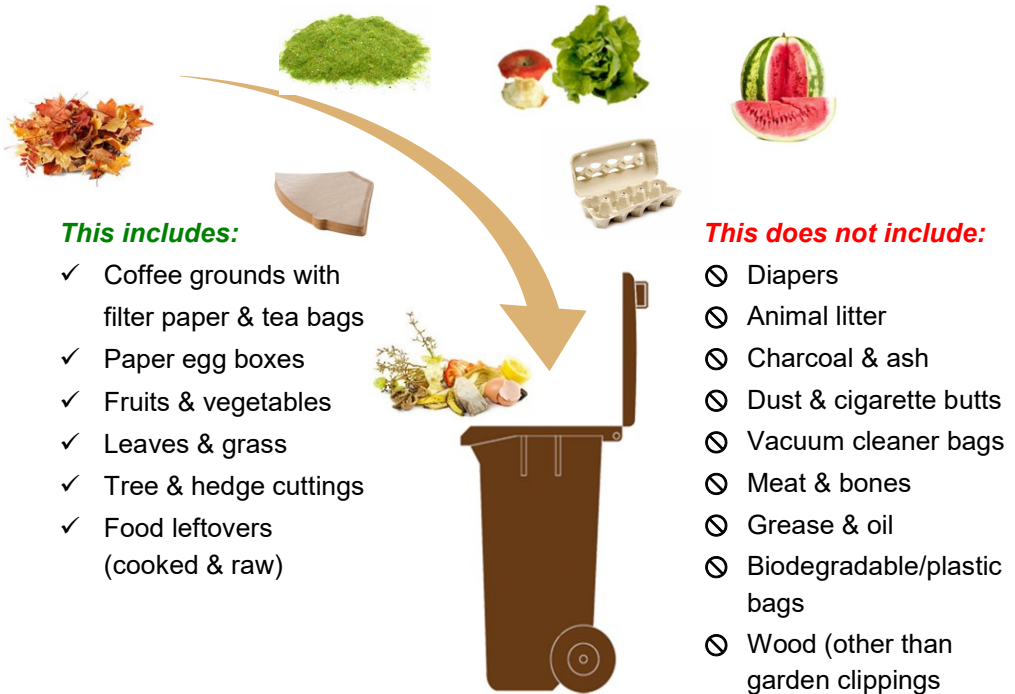 This includes:
✓ Coffee grounds with
filter paper & tea bags
✓ Paper egg boxes
✓ Fruits & vegetables
✓ Leaves & grass
✓ Tree & hedge cuttings
✓ Food leftovers
(cooked & raw)
This does not include:
🛇 Diapers
🛇 Animal litter
🛇 Charcoal & ash
🛇 Dust & cigarette butts
🛇 Vacuum cleaner bags
🛇 Meat & bones
🛇 Grease & oil
🛇 Biodegradable/plastic
bags
🛇 Wood (other than
garden clippings